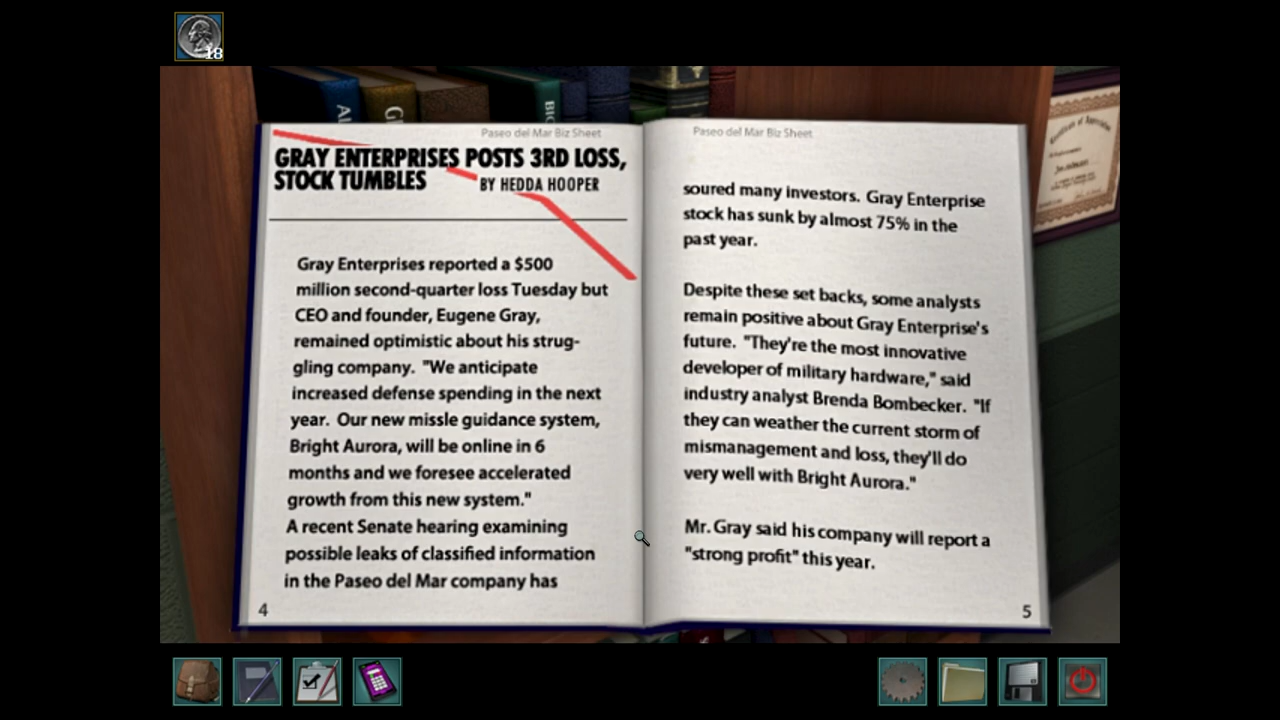 18
Paseo del Mar Biz Sheet
GRAY ENTERPRISES POSTS 3RD LOSS,
STOCK TUMBLES BY HEDDA HOOPER
Gray Enterprises reported a $500
million second-quarter loss Tuesday but
CEO and founder, Eugene Gray,
remained optimistic about his strug-
gling company. "We anticipate
increased defense spending in the next
year. Our new missle guidance system,
Bright Aurora, will be online in 6
months and we foresee accelerated
growth from this new system."
A recent Senate hearing examining
possible leaks of classified information
in the Paseo del Mar company has
4
Paseo del Mar Biz Sheet
soured many investors. Gray Enterprise
stock has sunk by almost 75% in the
past year.
Despite these set backs, some analysts
remain positive about Gray Enterprise's
future. "They're the most innovative
developer of military hardware," said
industry analyst Brenda Bombecker. "If
they can weather the current storm of
mismanagement and loss, they'll do
very well with Bright Aurora."
Mr. Gray said his company will report a
"strong profit" this year.
5